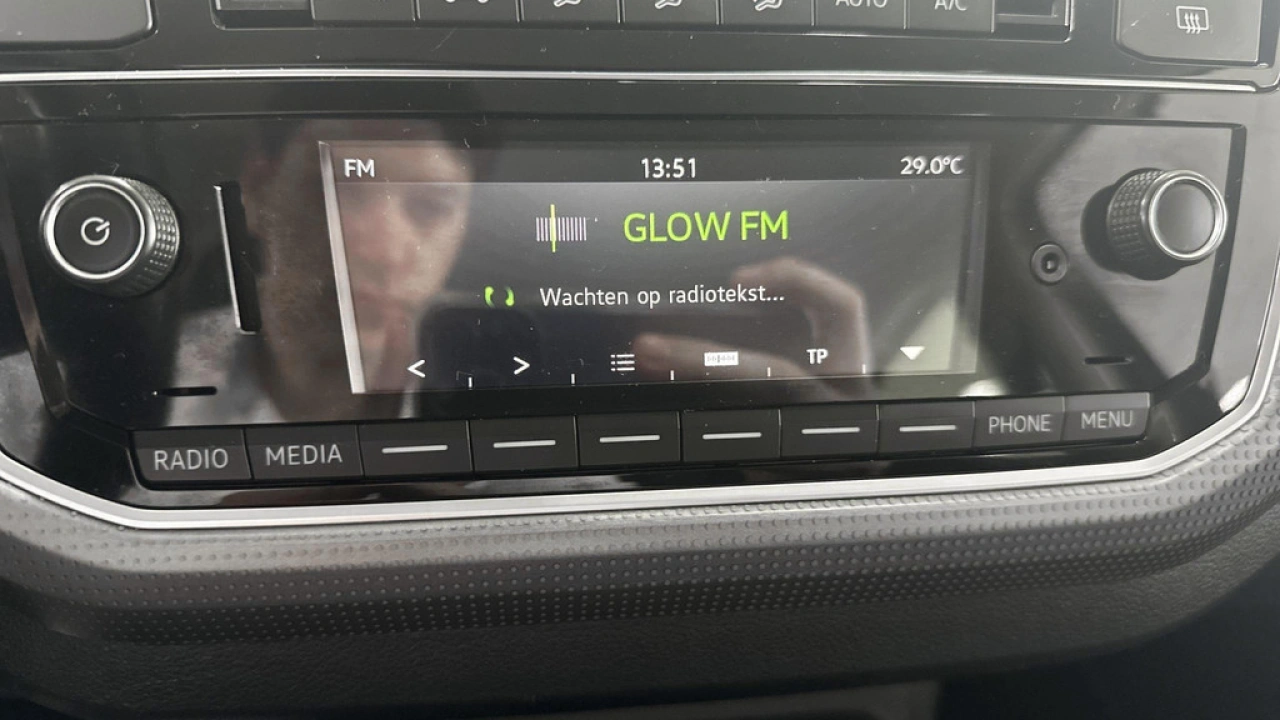 AUTO A/C
FM 13:51 29.0°C
GLOW FM
Wachten op radiotekst...
< > TP
RADIO MEDIA PHONE MENU